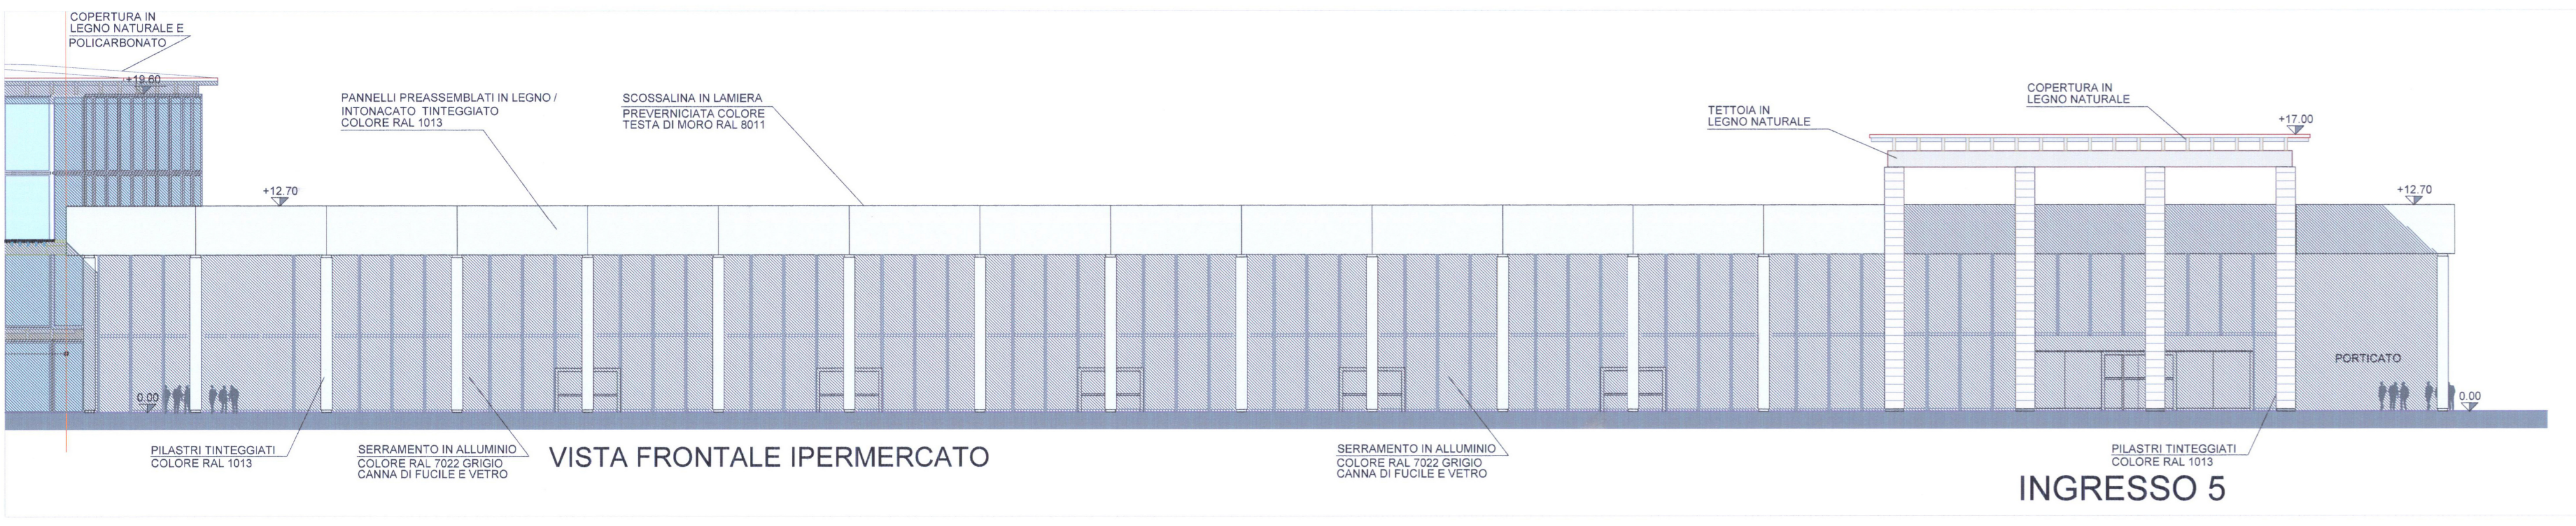 COPERTURA IN
LEGNO NATURALE E
POLICARBONATO
+19.60
PANNELLI PREASSEMBLATI IN LEGNO /
INTONACATO TINTEGGIATO
COLORE RAL 1013
SCOSSALINA IN LAMIERA
PREVERNICIATA COLORE
TESTA DI MORO RAL 8011
TETTOIA IN
LEGNO NATURALE
COPERTURA IN
LEGNO NATURALE
+17.00
+12.70
+12.70
PORTICATO
0.00
0.00
PILASTRI TINTEGGIATI
COLORE RAL 1013
SERRAMENTO IN ALLUMINIO
COLORE RAL 7022 GRIGIO
CANNA DI FUCILE E VETRO
VISTA FRONTALE IPERMERCATO
SERRAMENTO IN ALLUMINIO
COLORE RAL 7022 GRIGIO
CANNA DI FUCILE E VETRO
PILASTRI TINTEGGIATI
COLORE RAL 1013
INGRESSO 5